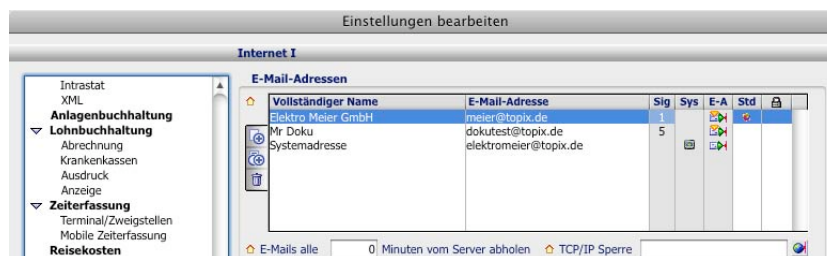 Einstellungen bearbeiten
Internet I
Intrastat
XML
Anlagenbuchhaltung
Lohnbuchhaltung
Abrechnung
Krankenkassen
Ausdruck
Anzeige
Zeiterfassung
Terminal/Zweigstellen
Mobile Zeiterfassung
Reisekosten
E-Mail-Adressen
Vollständiger Name E-Mail-Adresse Sig Sys E-A Std
Elektro Meier GmbH meier@topix.de 1
Mr Doku dokutest@topix.de 5
Systemadresse elektromeier@topix.de
E-Mails alle 0 Minuten vom Server abholen TCP/IP Sperre